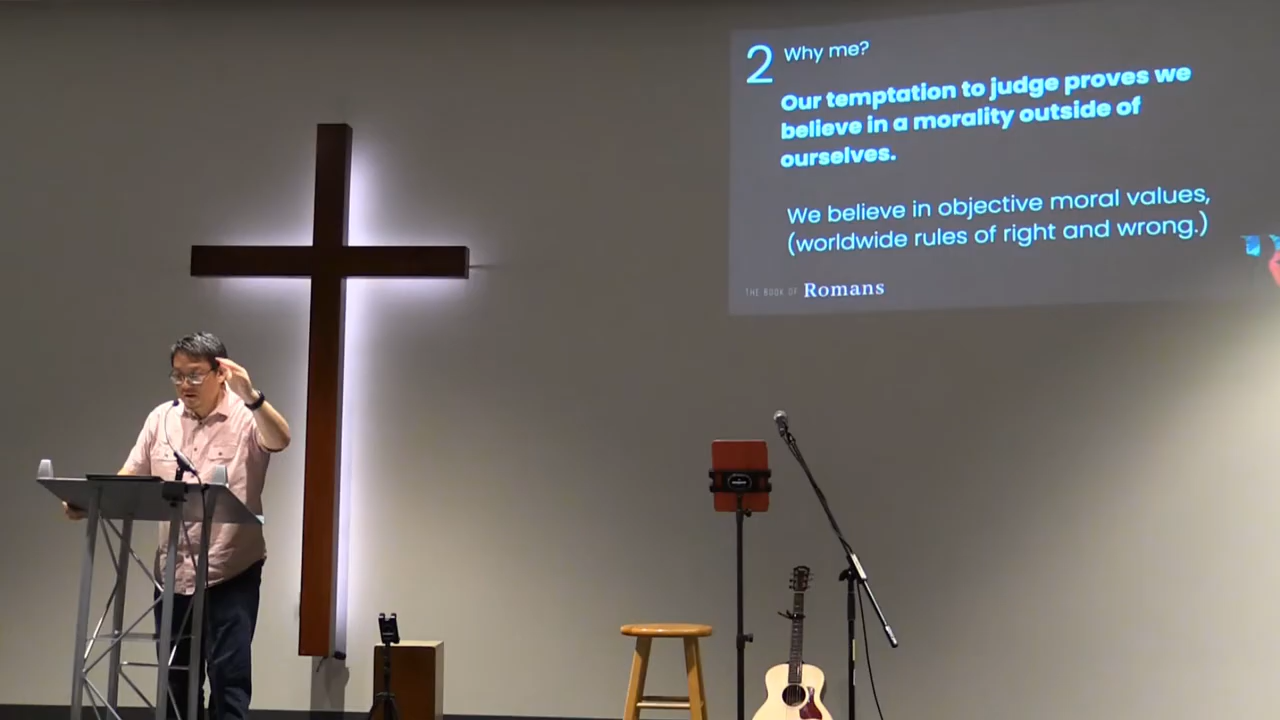 2 Why me?
Our temptation to judge proves we
believe in a morality outside of
ourselves.
We believe in objective moral values,
(worldwide rules of right and wrong.)
THE BOOK OF Romans